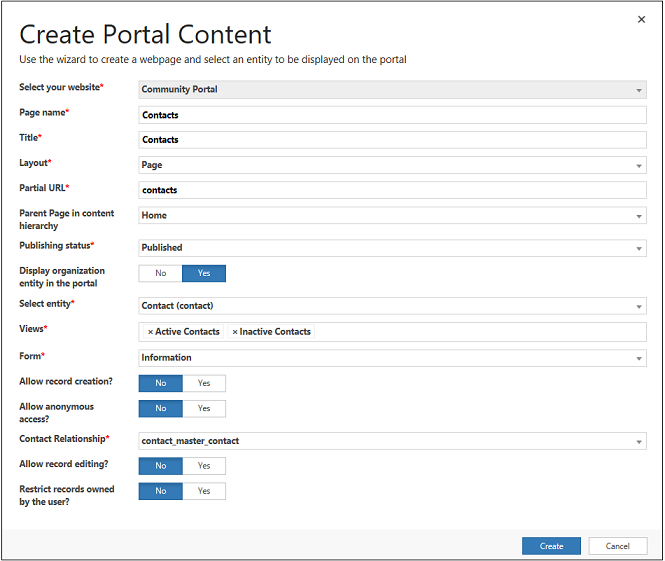 ×
Create Portal Content
Use the wizard to create a webpage and select an entity to be displayed on the portal
Select your website* Community Portal
Page name* Contacts
Title* Contacts
Layout* Page
Partial URL* contacts
Parent Page in content
hierarchy Home
Publishing status* Published
Display organization
entity in the portal No Yes
Select entity* Contact (contact)
Views* × Active Contacts × Inactive Contacts
Form* Information
Allow record creation? No Yes
Allow anonymous
access? No Yes
Contact Relationship* contact_master_contact
Allow record editing? No Yes
Restrict records owned
by the user? No Yes
Create Cancel